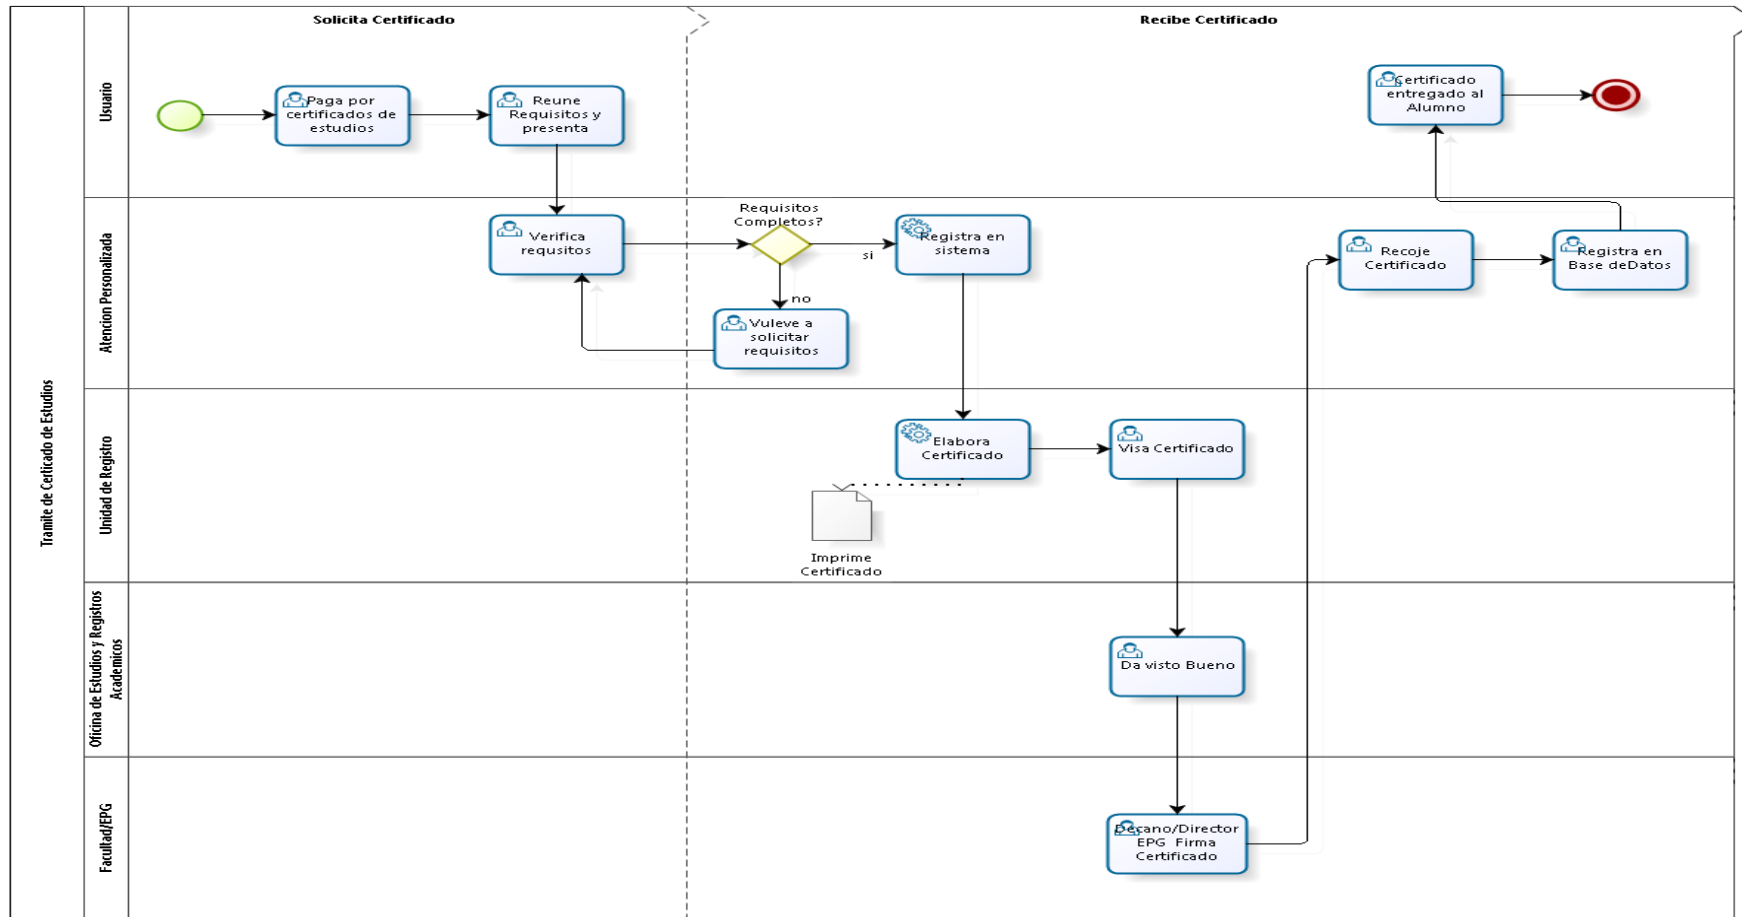 Solicita Certificado
Recibe Certificado
Tramite de Certicado de Estudios
Usuario
Paga por
certificados de
estudios
Reune
Requisitos y
presenta
Certificado
entregado al
Alumno
Atencion Personalizada
Verifica
requsitos
Requisitos
Completos?
si
no
Registra en
sistema
Vuleve a
solicitar
requisitos
Recoje
Certificado
Registra en
Base deDatos
Unidad de Registro
Elabora
Certificado
Visa Certificado
Imprime
Certificado
Oficina de Estudios y Registros
Academicos
Da visto Bueno
Facultad/EPG
Decano/Director
EPG Firma
Certificado